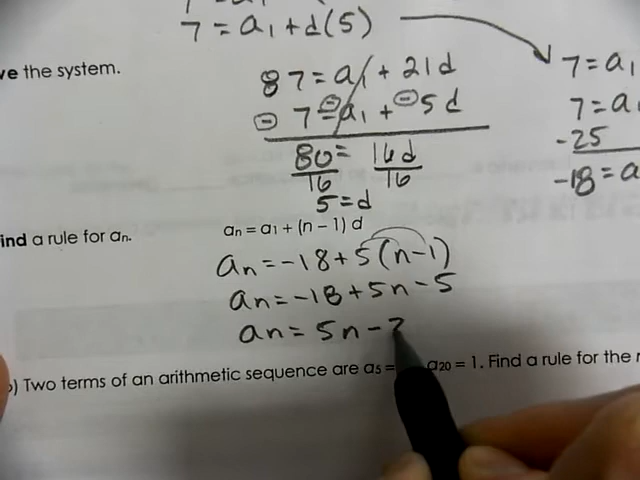 7 = a1 + d(5)
ve the system.
87 = a1 + 21d
7 = a1
- 7 = a1 + - 5d
7 = a
-25
80 = 16d
16 16
-18 = a
5 = d
ind a rule for an.
an = a1 + (n – 1) d
an = -18 + 5(n-1)
an = -18 + 5n - 5
an = 5n -
) Two terms of an arithmetic sequence are a5 = a20 = 1. Find a rule for the